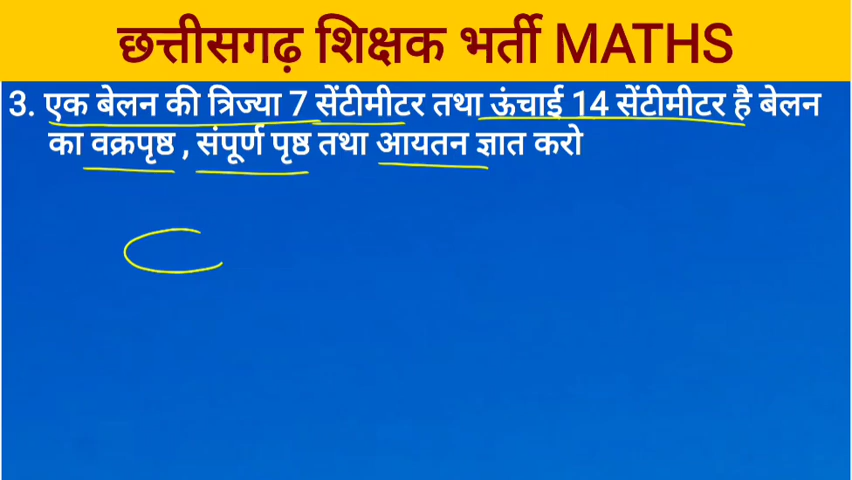 छत्तीसगढ़ शिक्षक भर्ती MATHS
3. एक बेलन की त्रिज्या 7 सेंटीमीटर तथा ऊंचाई 14 सेंटीमीटर है बेलन
का वक्रपृष्ठ , संपूर्ण पृष्ठ तथा आयतन ज्ञात करो